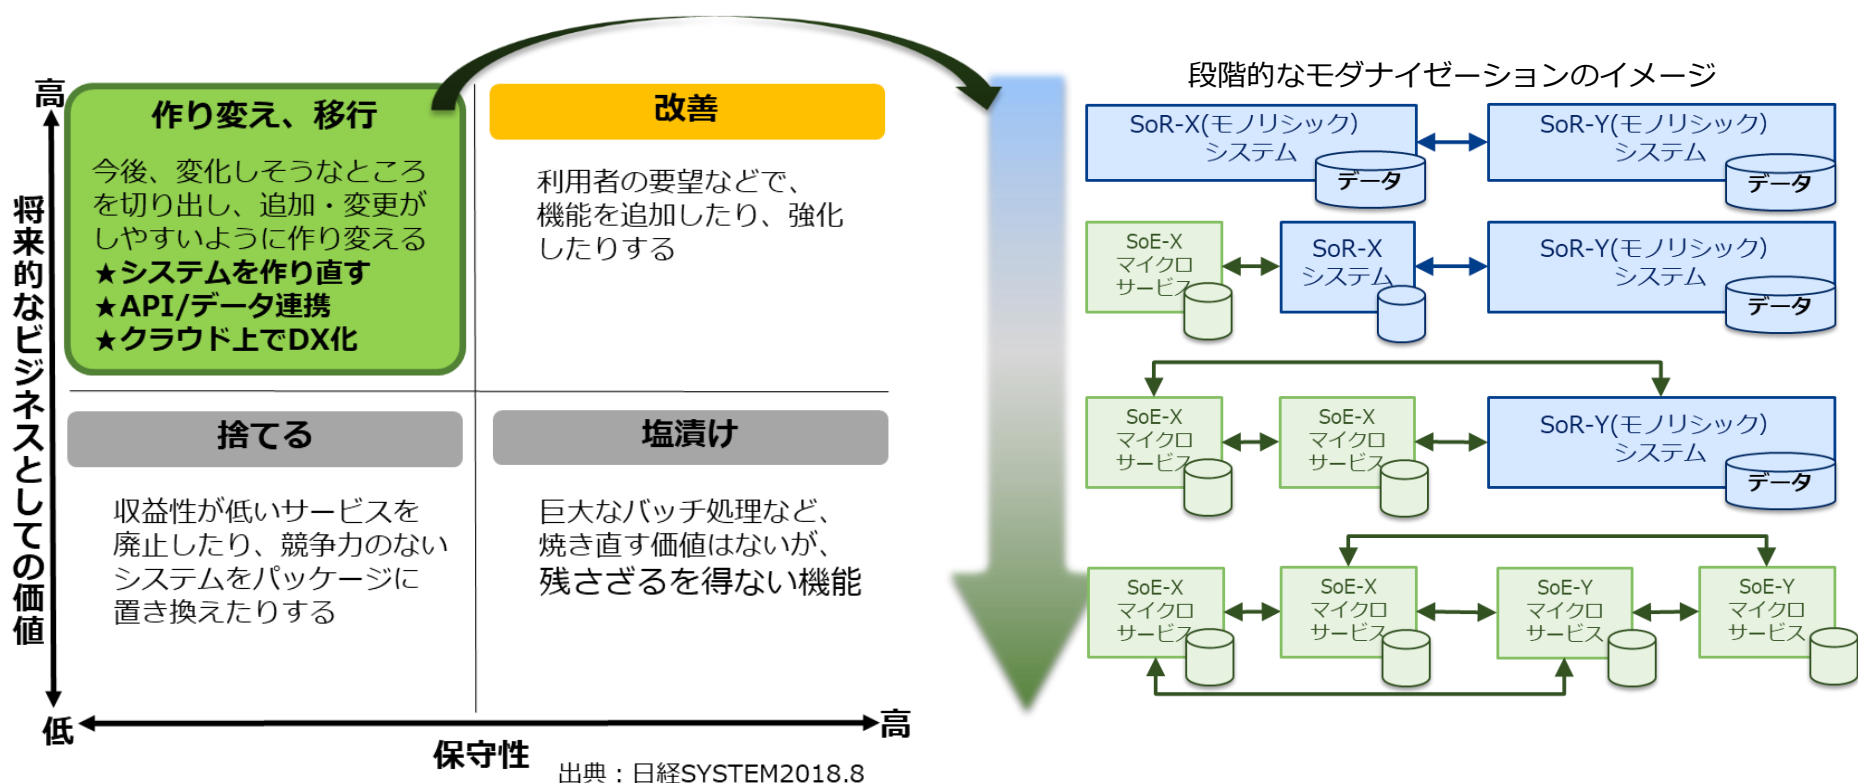 高
将来的なビジネスとしての価値
低
作り変え、移行
今後、変化しそうなところ
を切り出し、追加・変更が
しやすいように作り変える
★システムを作り直す
★API/データ連携
★クラウド上でDX化
改善
利用者の要望などで、
機能を追加したり、強化
したりする
捨てる
収益性が低いサービスを
廃止したり、競争力のない
システムをパッケージに
置き換えたりする
塩漬け
巨大なバッチ処理など、
焼き直す価値はないが、
残さざるを得ない機能
高
保守性
出典：日経SYSTEM2018.8
段階的なモダナイゼーションのイメージ
SoR-X(モノリシック)
システム
データ
SoR-Y(モノリシック)
システム
データ
SoE-X
マイクロ
サービス
SoR-X
システム
SoR-Y(モノリシック)
システム
データ
SoE-X
マイクロ
サービス
SoE-X
マイクロ
サービス
SoR-Y(モノリシック)
システム
データ
SoE-X
マイクロ
サービス
SoE-X
マイクロ
サービス
SoE-Y
マイクロ
サービス
SoE-Y
マイクロ
サービス